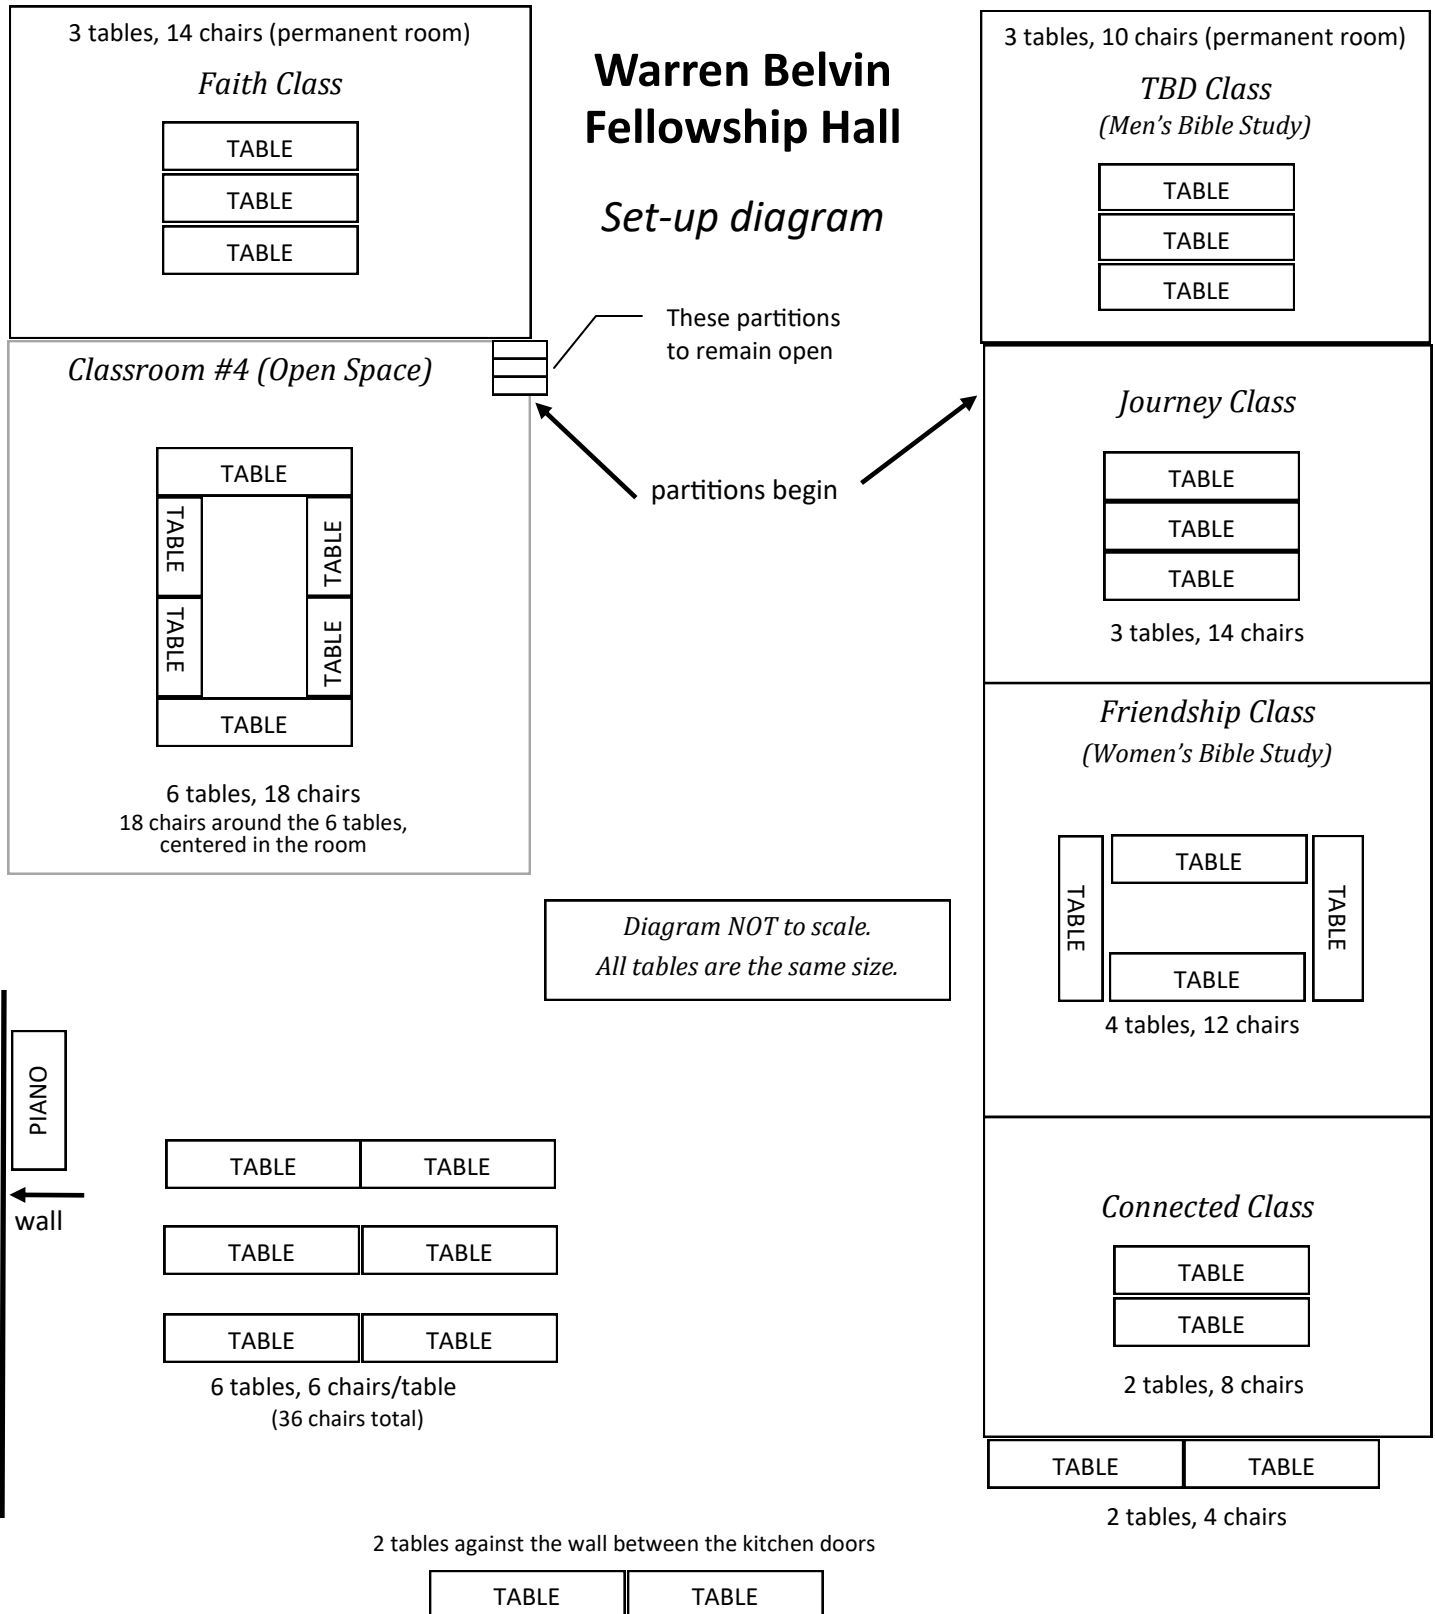 3 tables, 14 chairs (permanent room)
Faith Class
TABLE
TABLE
TABLE
Warren Belvin
Fellowship Hall
Set-up diagram
3 tables, 10 chairs (permanent room)
TBD Class
(Men's Bible Study)
TABLE
TABLE
TABLE
These partitions
to remain open
Classroom #4 (Open Space)
TABLE
TABLE
TABLE
TABLE
TABLE
TABLE
6 tables, 18 chairs
18 chairs around the 6 tables,
centered in the room
partitions begin
Journey Class
TABLE
TABLE
TABLE
3 tables, 14 chairs
Friendship Class
(Women's Bible Study)
TABLE
TABLE
TABLE
TABLE
4 tables, 12 chairs
Diagram NOT to scale.
All tables are the same size.
PIANO
wall
TABLE TABLE
TABLE TABLE
TABLE TABLE
6 tables, 6 chairs/table
(36 chairs total)
Connected Class
TABLE
TABLE
2 tables, 8 chairs
TABLE TABLE
2 tables, 4 chairs
2 tables against the wall between the kitchen doors
TABLE TABLE